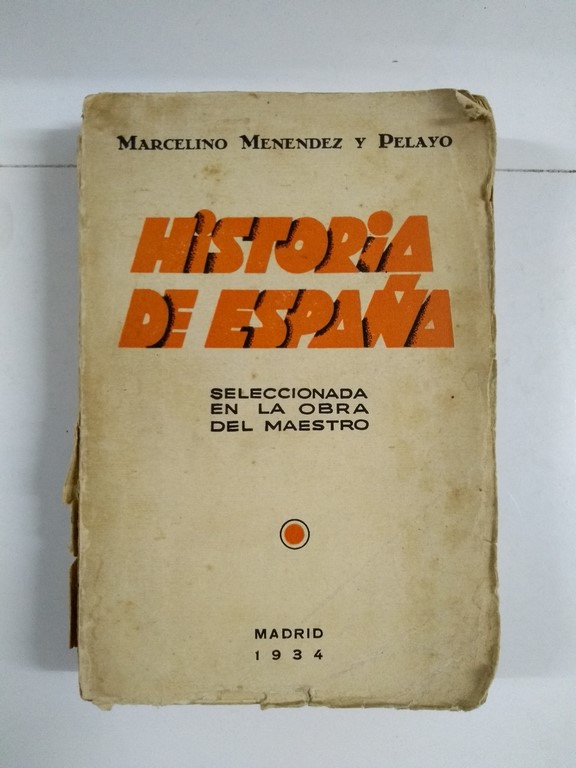 MARCELINO MENENDEZ Y PELAYO
HISTORIA
DE ESPAÑA
SELECCIONADA
EN LA OBRA
DEL MAESTRO
MADRID
1934